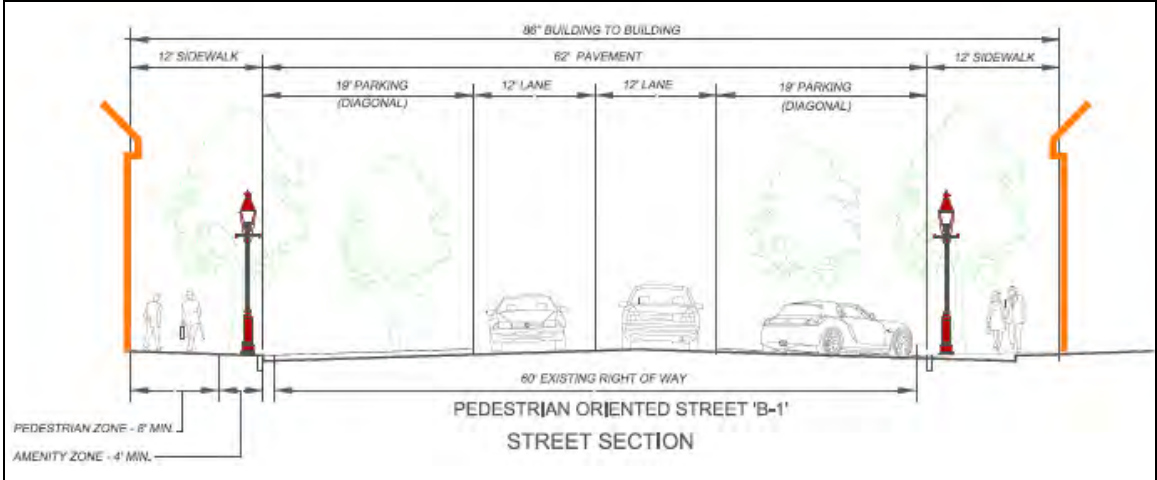 86" BUILDING TO BUILDING
12' SIDEWALK
62' PAVEMENT
12' SIDEWALK
19' PARKING
(DIAGONAL)
12' LANE
12' LANE
19' PARKING
(DIAGONAL)
60' EXISTING RIGHT OF WAY
PEDESTRIAN ORIENTED STREET 'B-1'
STREET SECTION
PEDESTRIAN ZONE - 8' MIN.
AMENITY ZONE - 4' MIN.